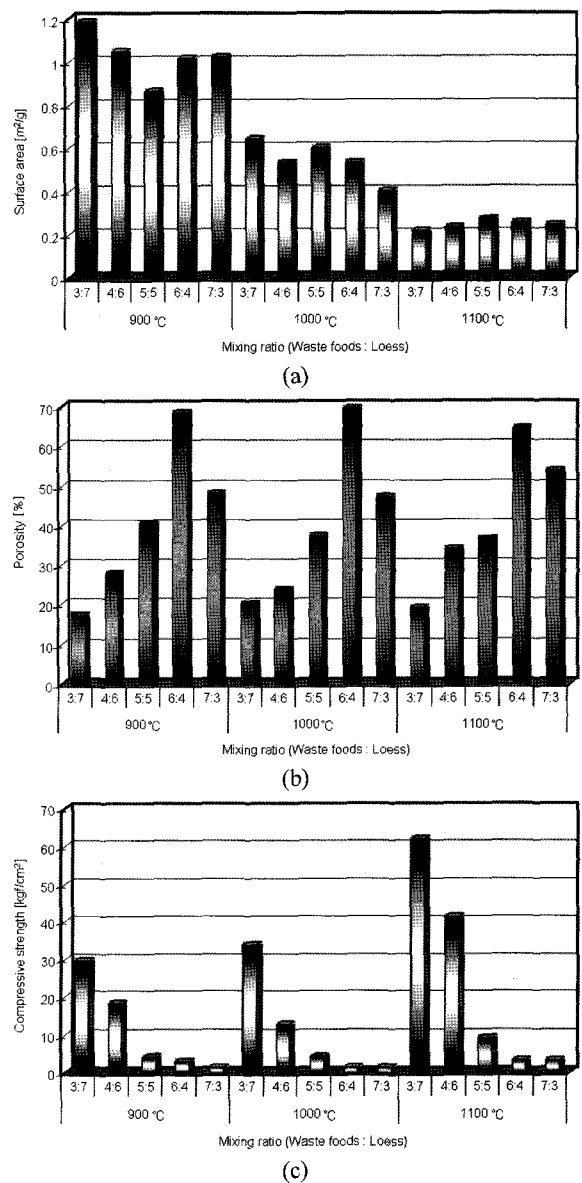 Surface area [m²/g]
1.2
1
0.8
0.6
0.4
0.2
0
3:7 4:6 5:5 6:4 7:3 3:7 4:6 5:5 6:4 7:3 3:7 4:6 5:5 6:4 7:3
900 ℃ 1000 ℃ 1100 ℃
Mixing ratio (Waste foods : Loess)
(a)
Porosity [%]
70
60
50
40
30
20
10
0
3:7 4:6 5:5 6:4 7:3 3:7 4:6 5:5 6:4 7:3 3:7 4:6 5:5 6:4 7:3
900℃ 1000℃ 1100℃
Mixing ratio (Waste foods : Loess)
(b)
Compressive strength [kgf/cm²]
70
60
50
40
30
20
10
0
3:7 4:6 5:5 6:4 7:3 3:7 4:6 5:5 6:4 7:3 3:7 4:6 5:5 6:4 7:3
900℃ 1000℃ 1100℃
Mixing ratio (Waste foods : Loess)
(c)